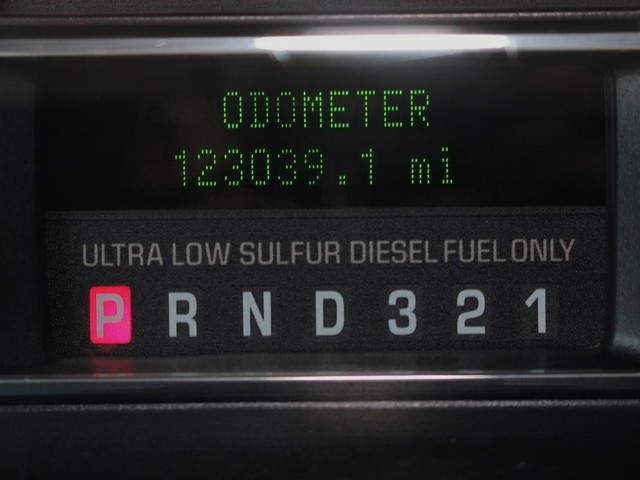 ODOMETER
123039.1 mi
ULTRA LOW SULFUR DIESEL FUEL ONLY
P R N D 3 2 1